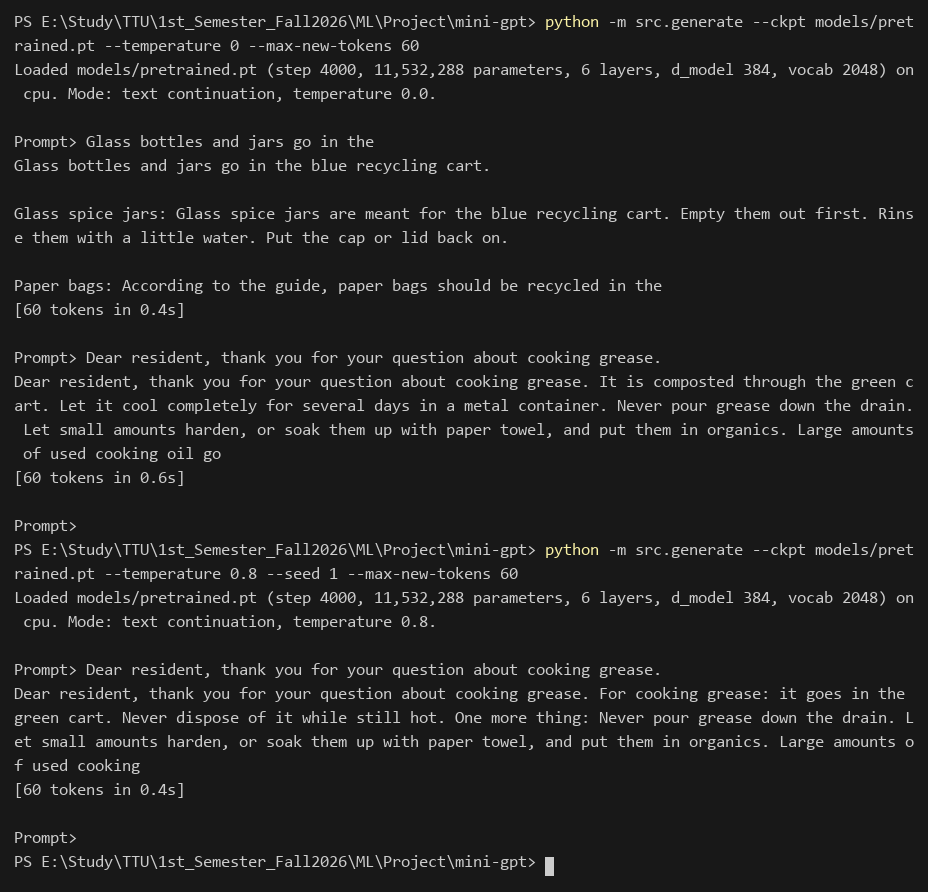 PS E:\Study\TTU\1st_Semester_Fall2026\ML\Project\mini-gpt> python -m src.generate --ckpt models/pret
rained.pt --temperature 0 --max-new-tokens 60
Loaded models/pretrained.pt (step 4000, 11,532,288 parameters, 6 layers, d_model 384, vocab 2048) on
 cpu. Mode: text continuation, temperature 0.0.

Prompt> Glass bottles and jars go in the
Glass bottles and jars go in the blue recycling cart.

Glass spice jars: Glass spice jars are meant for the blue recycling cart. Empty them out first. Rins
e them with a little water. Put the cap or lid back on.

Paper bags: According to the guide, paper bags should be recycled in the
[60 tokens in 0.4s]

Prompt> Dear resident, thank you for your question about cooking grease.
Dear resident, thank you for your question about cooking grease. It is composted through the green c
art. Let it cool completely for several days in a metal container. Never pour grease down the drain.
 Let small amounts harden, or soak them up with paper towel, and put them in organics. Large amounts
 of used cooking oil go
[60 tokens in 0.6s]

Prompt>
PS E:\Study\TTU\1st_Semester_Fall2026\ML\Project\mini-gpt> python -m src.generate --ckpt models/pret
rained.pt --temperature 0.8 --seed 1 --max-new-tokens 60
Loaded models/pretrained.pt (step 4000, 11,532,288 parameters, 6 layers, d_model 384, vocab 2048) on
 cpu. Mode: text continuation, temperature 0.8.

Prompt> Dear resident, thank you for your question about cooking grease.
Dear resident, thank you for your question about cooking grease. For cooking grease: it goes in the
green cart. Never dispose of it while still hot. One more thing: Never pour grease down the drain. L
et small amounts harden, or soak them up with paper towel, and put them in organics. Large amounts o
f used cooking
[60 tokens in 0.4s]

Prompt>
PS E:\Study\TTU\1st_Semester_Fall2026\ML\Project\mini-gpt>